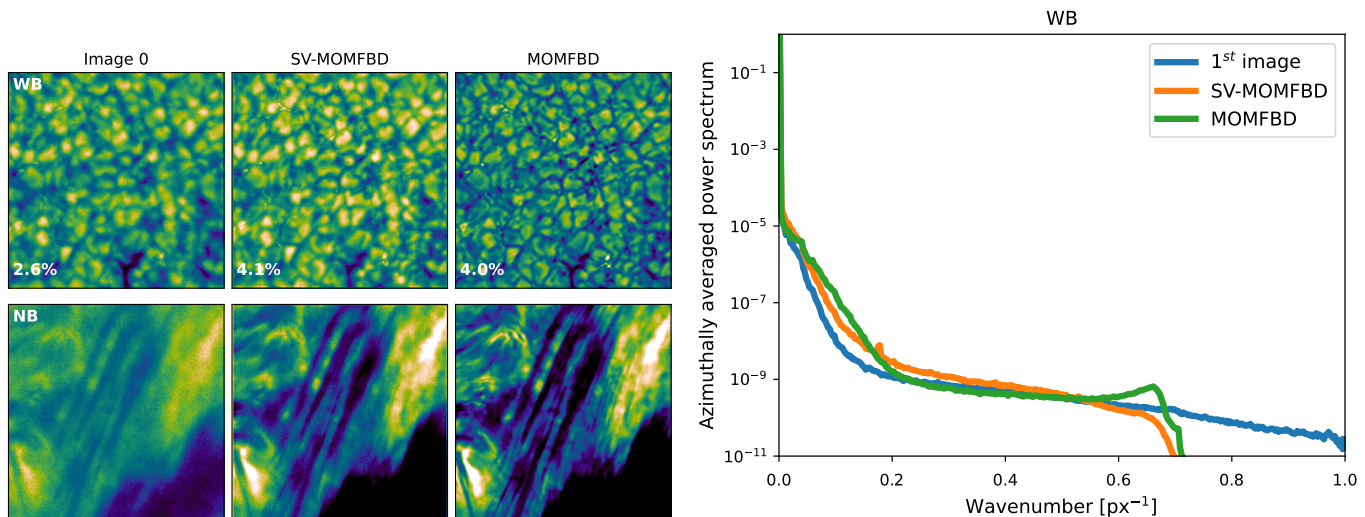 Image 0
SV-MOMFBD
MOMFBD
WB
2.6%
4.1%
4.0%
NB
WB
1ˢᵗ image
SV-MOMFBD
MOMFBD
Azimuthally averaged power spectrum
10⁻¹
10⁻³
10⁻⁵
10⁻⁷
10⁻⁹
10⁻¹¹
0.0 0.2 0.4 0.6 0.8 1.0
Wavenumber [px⁻¹]